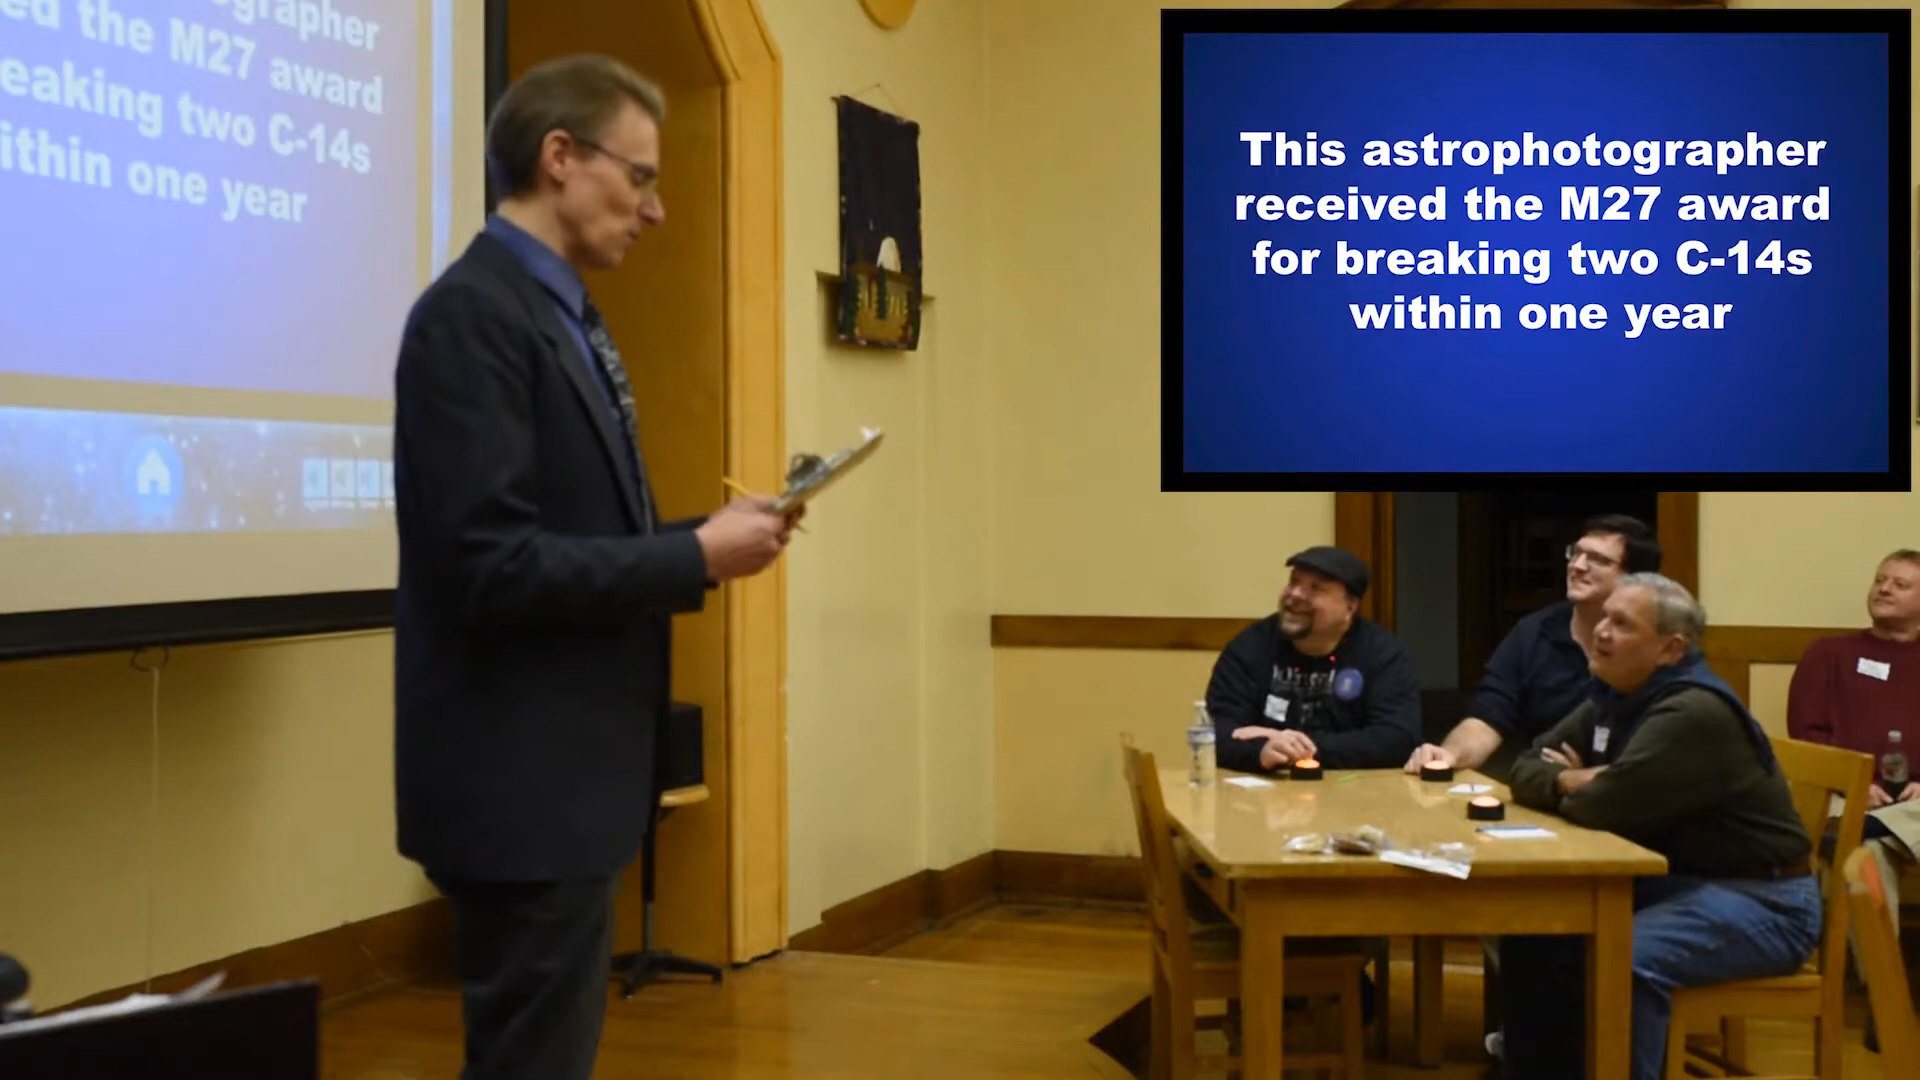 ographer
ed the M27 award
eaking two C-14s
ithin one year
This astrophotographer
received the M27 award
for breaking two C-14s
within one year